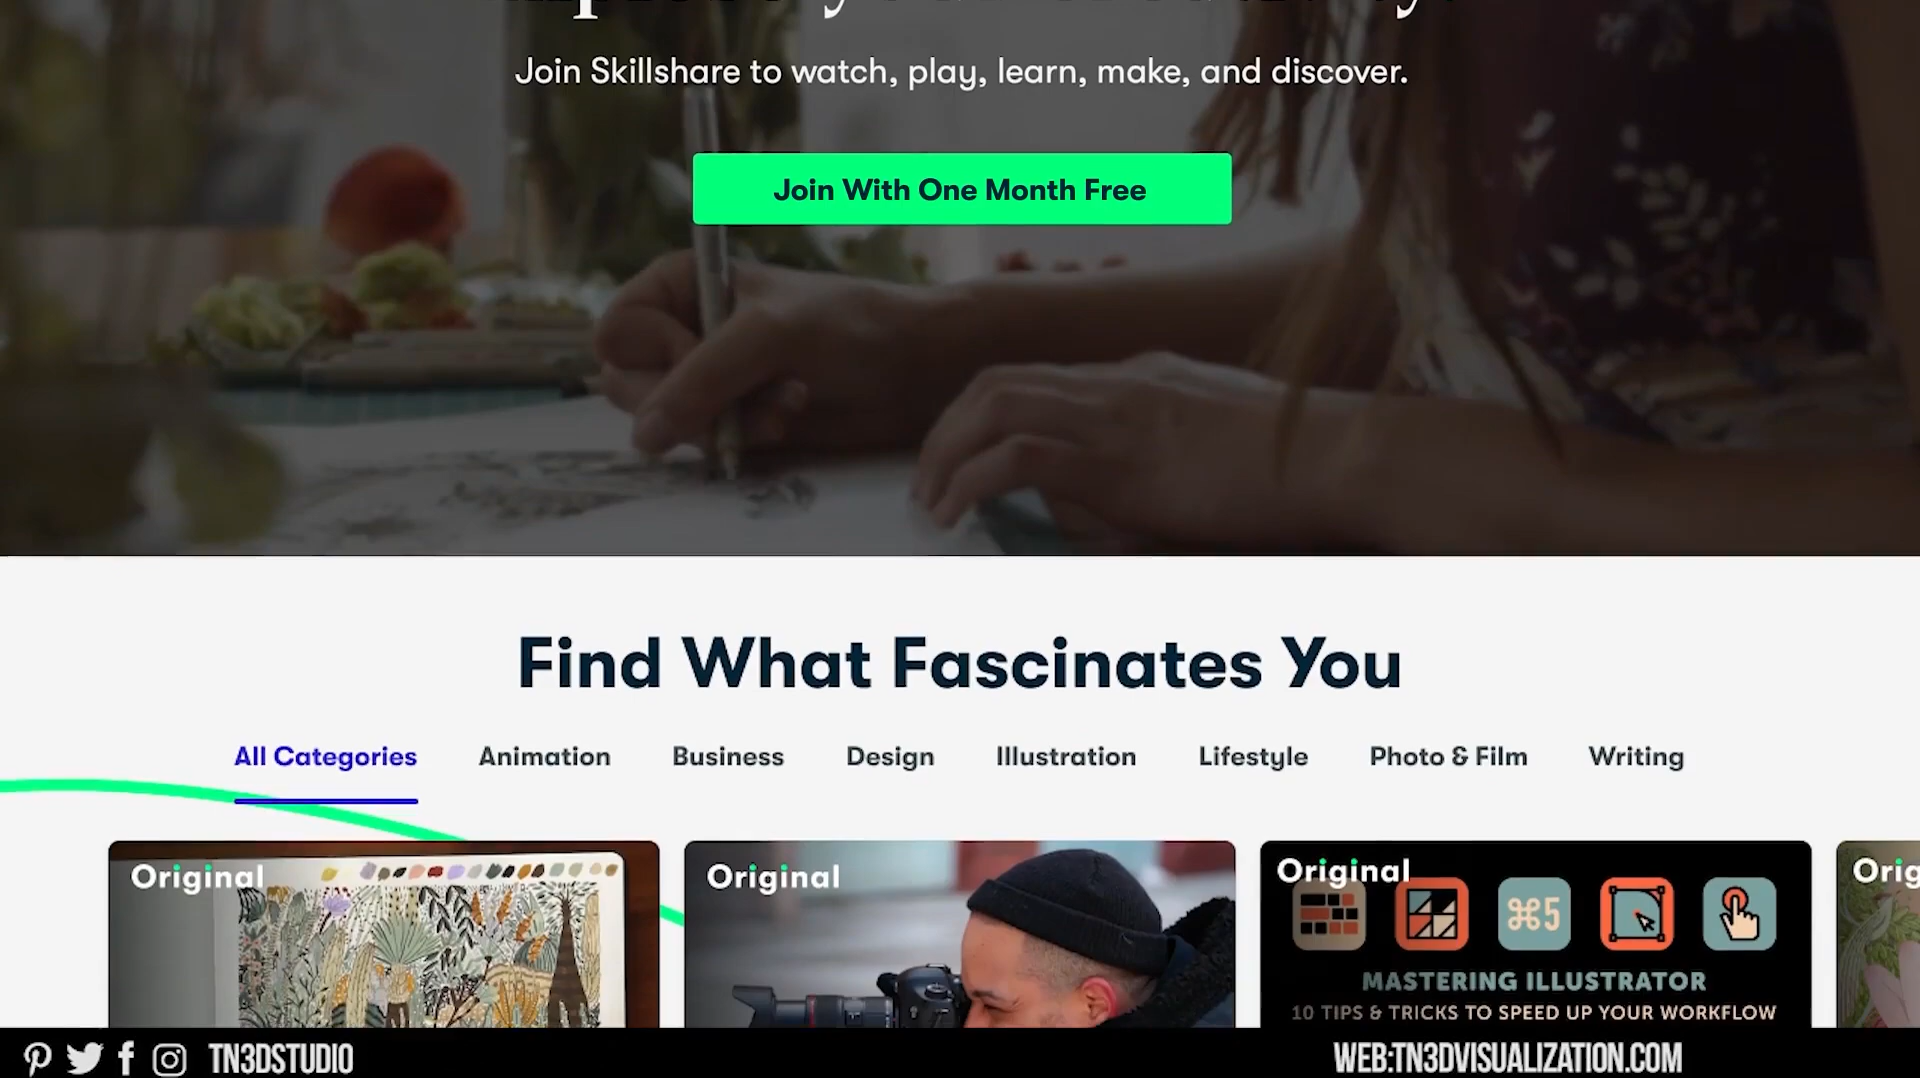 Join Skillshare to watch, play, learn, make, and discover.
Join With One Month Free
Find What Fascinates You
All Categories
Animation
Business
Design
Illustration
Lifestyle
Photo & Film
Writing
Original
Original
Original
⌘5
MASTERING ILLUSTRATOR
10 TIPS & TRICKS TO SPEED UP YOUR WORKFLOW
TN3DSTUDIO
WEB:TN3DVISUALIZATION.COM